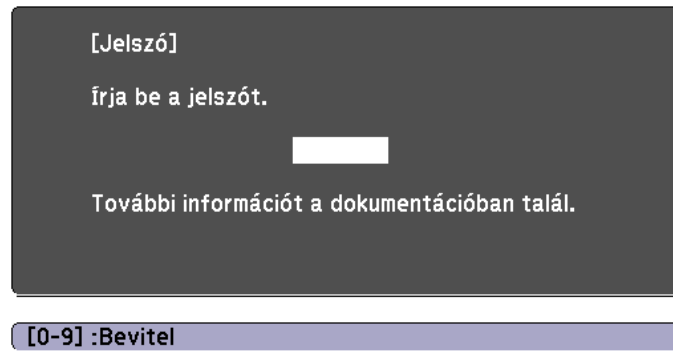 [Jelszó]
Írja be a jelszót.
További információt a dokumentációban talál.
[0-9] :Bevitel